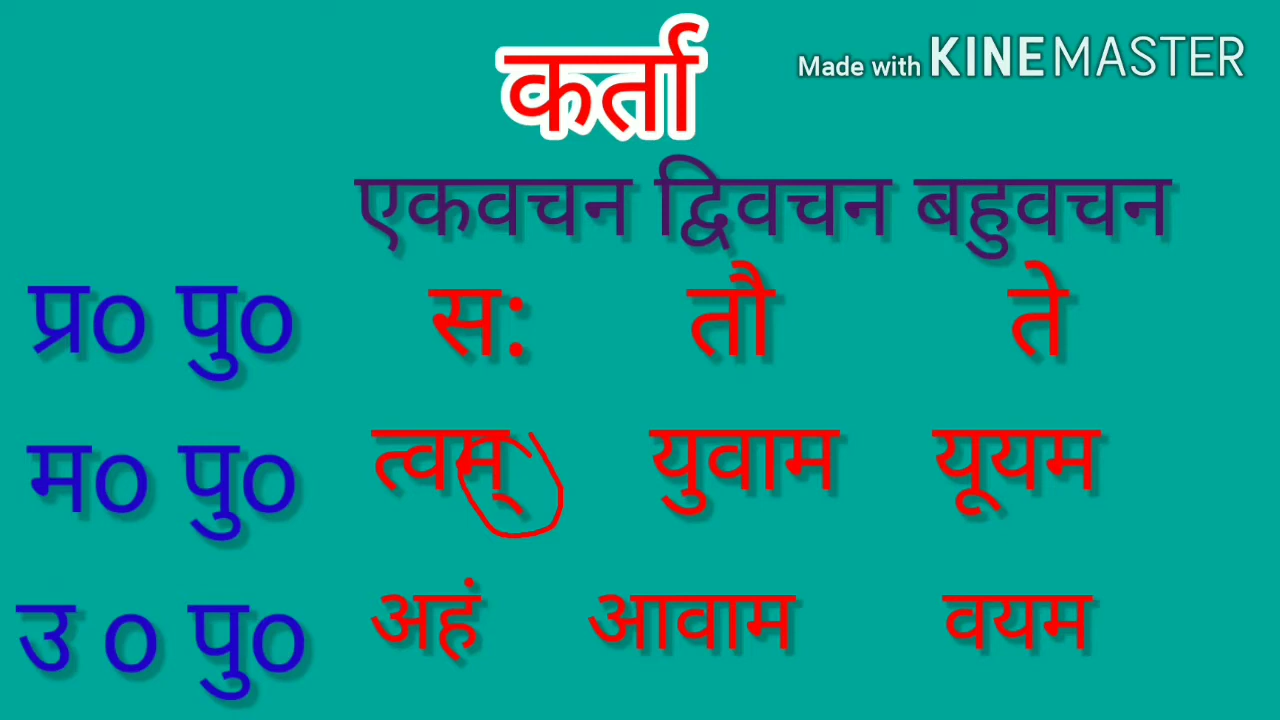 कर्ता
Made with KINEMASTER
एकवचन द्विवचन बहुवचन
प्र० पु० स: तौ ते
म० पु० त्वम् युवाम यूयम
उ ० पु० अहं आवाम वयम